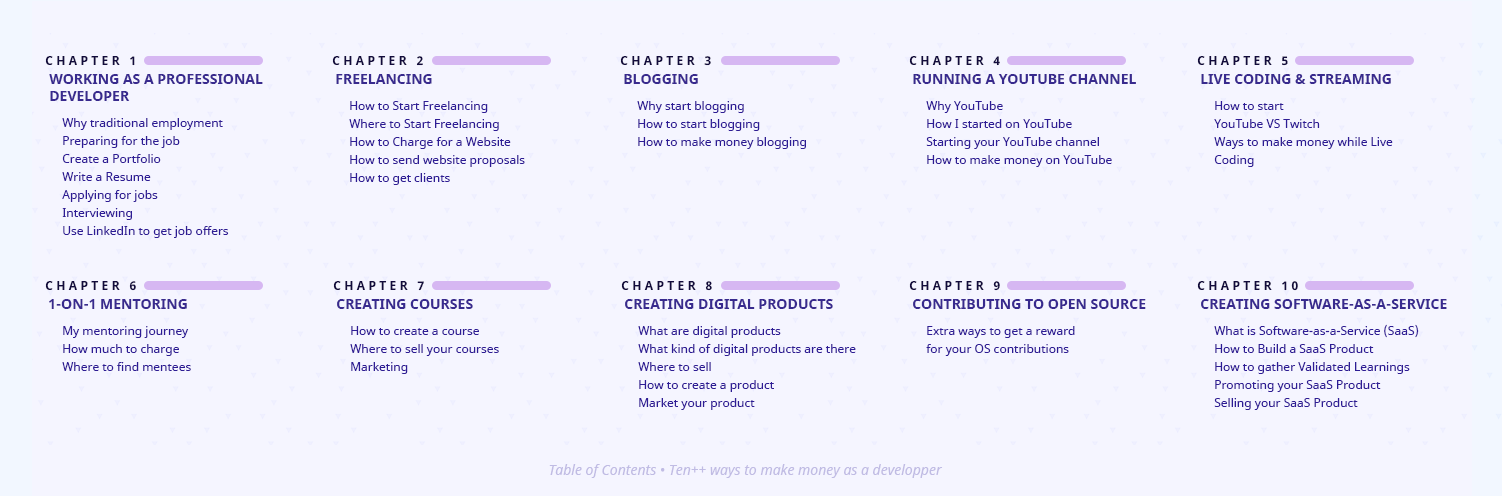 CHAPTER 1
WORKING AS A PROFESSIONAL
DEVELOPER
Why traditional employment
Preparing for the job
Create a Portfolio
Write a Resume
Applying for jobs
Interviewing
Use LinkedIn to get job offers
CHAPTER 2
FREELANCING
How to Start Freelancing
Where to Start Freelancing
How to Charge for a Website
How to send website proposals
How to get clients
CHAPTER 3
BLOGGING
Why start blogging
How to start blogging
How to make money blogging
CHAPTER 4
RUNNING A YOUTUBE CHANNEL
Why YouTube
How I started on YouTube
Starting your YouTube channel
How to make money on YouTube
CHAPTER 5
LIVE CODING & STREAMING
How to start
YouTube VS Twitch
Ways to make money while Live
Coding
CHAPTER 6
1-ON-1 MENTORING
My mentoring journey
How much to charge
Where to find mentees
CHAPTER 7
CREATING COURSES
How to create a course
Where to sell your courses
Marketing
CHAPTER 8
CREATING DIGITAL PRODUCTS
What are digital products
What kind of digital products are there
Where to sell
How to create a product
Market your product
CHAPTER 9
CONTRIBUTING TO OPEN SOURCE
Extra ways to get a reward
for your OS contributions
CHAPTER 10
CREATING SOFTWARE-AS-A-SERVICE
What is Software-as-a-Service (SaaS)
How to Build a SaaS Product
How to gather Validated Learnings
Promoting your SaaS Product
Selling your SaaS Product
Table of Contents • Ten++ ways to make money as a developper